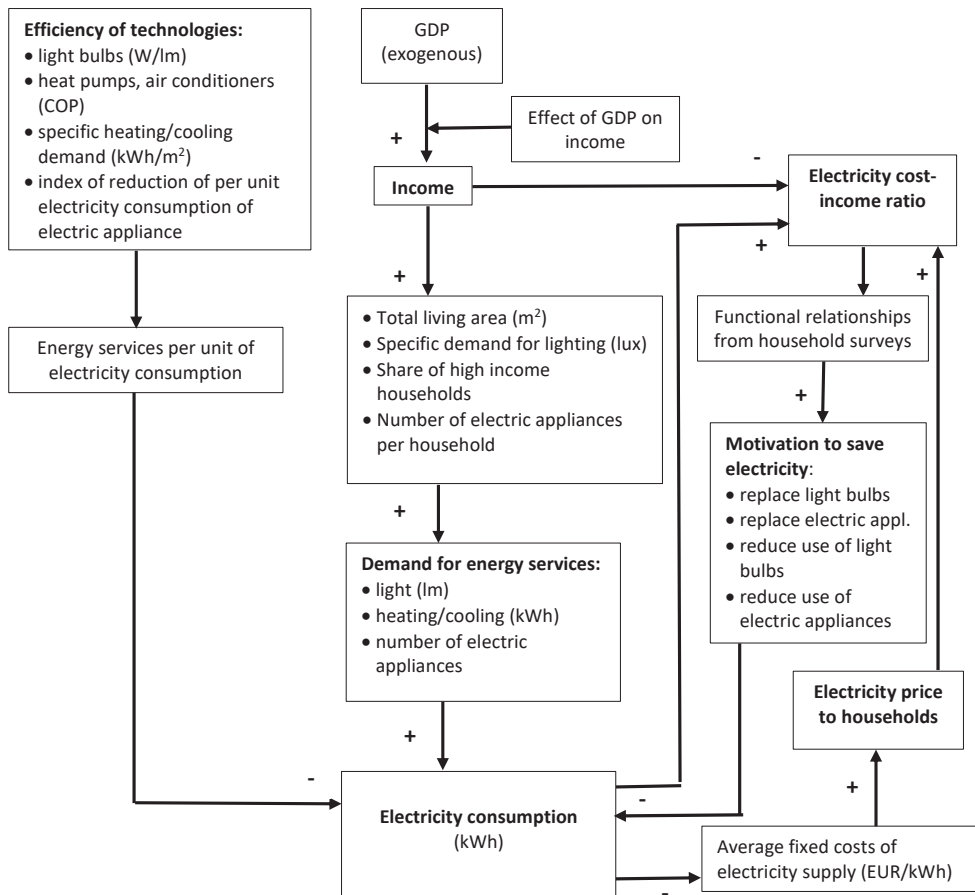 Efficiency of technologies:
• light bulbs (W/lm)
• heat pumps, air conditioners
(COP)
• specific heating/cooling
demand (kWh/m²)
• index of reduction of per unit
electricity consumption of
electric appliance
GDP
(exogenous)
+
Effect of GDP on
income
Income
-
Electricity cost-
income ratio
+
+
+
Energy services per unit of
electricity consumption
• Total living area (m²)
• Specific demand for lighting (lux)
• Share of high income
households
• Number of electric appliances
per household
Functional relationships
from household surveys
+
+
Motivation to save
electricity:
• replace light bulbs
• replace electric appl.
• reduce use of light
bulbs
• reduce use of
electric appliances
Demand for energy services:
• light (lm)
• heating/cooling (kWh)
• number of electric
appliances
+
Electricity price
to households
-
Electricity consumption
(kWh)
-
+
Average fixed costs of
electricity supply (EUR/kWh)
-